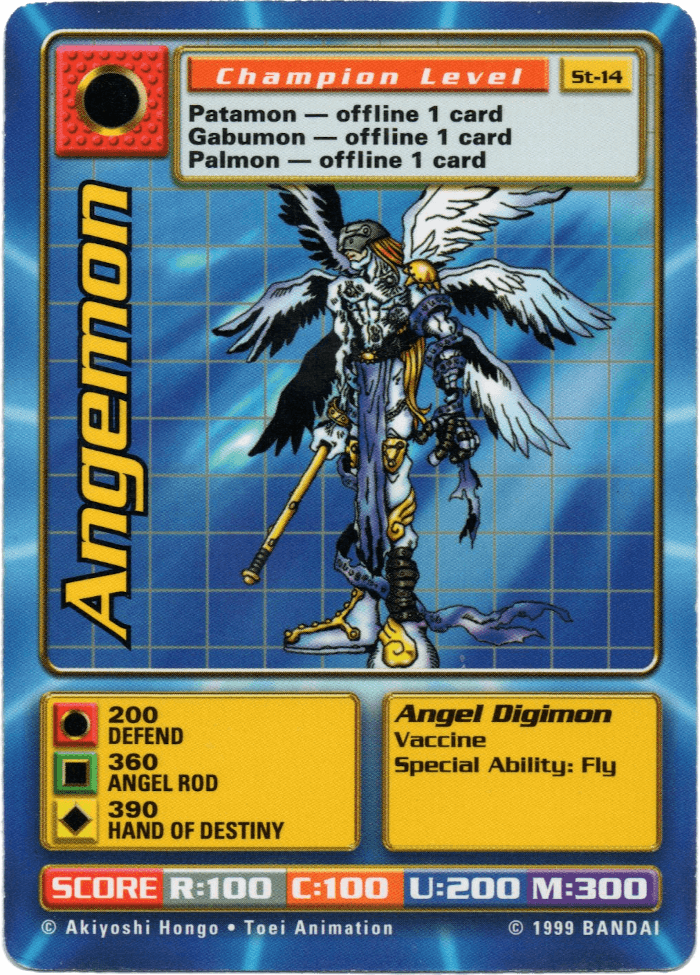 Champion Level
St-14
Patamon — offline 1 card
Gabumon — offline 1 card
Palmon — offline 1 card
Angemon
200
DEFEND
360
ANGEL ROD
390
HAND OF DESTINY
Angel Digimon
Vaccine
Special Ability: Fly
SCORE R:100 C:100 U:200 M:300
© Akiyoshi Hongo • Toei Animation
© 1999 BANDAI